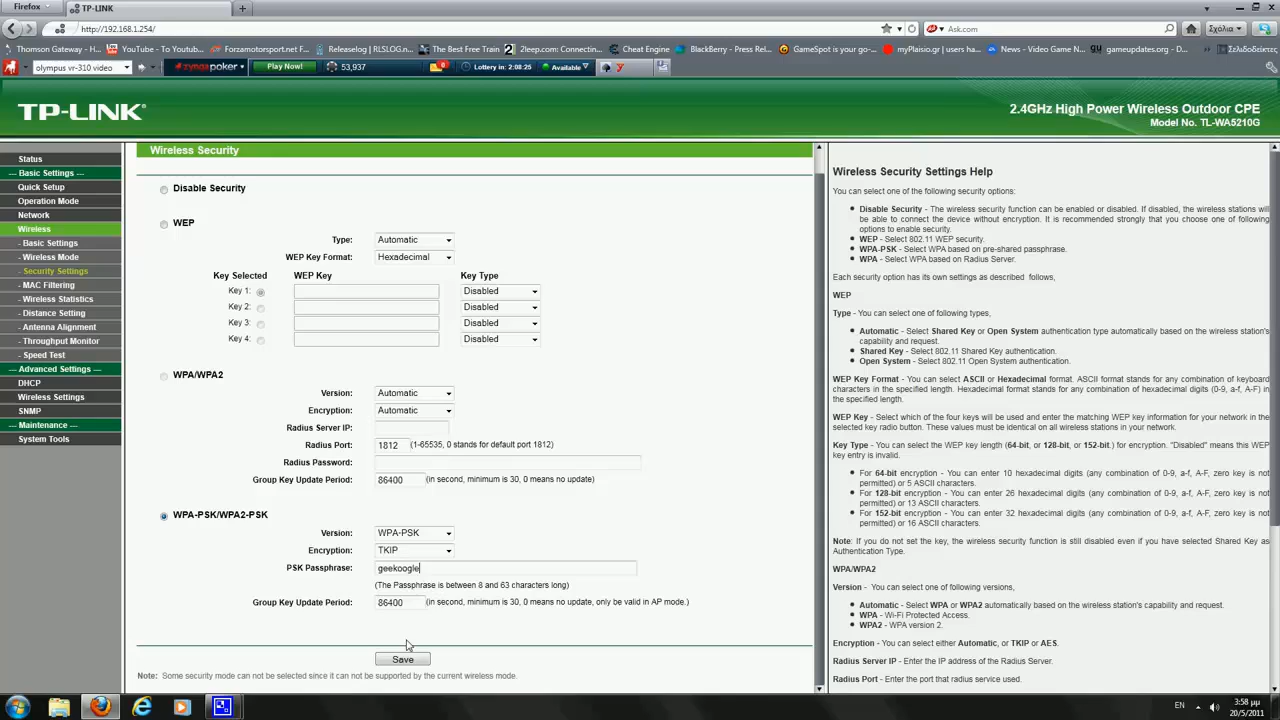 Firefox
TP-LINK
http://192.168.1.254/
Ask.com
Σχόλια
Thomson Gateway - H... YouTube - To Youtub... Forzamotorsport.net F... Releaselog | RLSLOG.n... The Best Free Train 2leep.com: Connectin... Cheat Engine BlackBerry - Press Rel... GameSpot is your go-... myPlaisio.gr | users ha... News - Video Game N... gameupdates.org - D... Σελιδοδείκτες
olympus vr-310 video zynga poker Play Now! 53,937 Lottery in: 2:08:25 Available
TP-LINK
2.4GHz High Power Wireless Outdoor CPE
Model No. TL-WA5210G
Status
--- Basic Settings ---
Quick Setup
Operation Mode
Network
Wireless
- Basic Settings
- Wireless Mode
- Security Settings
- MAC Filtering
- Wireless Statistics
- Distance Setting
- Antenna Alignment
- Throughput Monitor
- Speed Test
--- Advanced Settings ---
DHCP
Wireless Settings
SNMP
--- Maintenance ---
System Tools
Wireless Security
Disable Security
WEP
Type: Automatic
WEP Key Format: Hexadecimal
Key Selected WEP Key Key Type
Key 1: Disabled
Key 2: Disabled
Key 3: Disabled
Key 4: Disabled
WPA/WPA2
Version: Automatic
Encryption: Automatic
Radius Server IP:
Radius Port: 1812 (1-65535, 0 stands for default port 1812)
Radius Password:
Group Key Update Period: 86400 (in second, minimum is 30, 0 means no update)
WPA-PSK/WPA2-PSK
Version: WPA-PSK
Encryption: TKIP
PSK Passphrase: geekoogle
(The Passphrase is between 8 and 63 characters long)
Group Key Update Period: 86400 (in second, minimum is 30, 0 means no update, only be valid in AP mode.)
Save
Note: Some security mode can not be selected since it can not be supported by the current wireless mode.
Wireless Security Settings Help
You can select one of the following security options:
Disable Security - The wireless security function can be enabled or disabled. If disabled, the wireless stations will
be able to connect the device without encryption. It is recommended strongly that you choose one of following
options to enable security.
WEP - Select 802.11 WEP security.
WPA-PSK - Select WPA based on pre-shared passphrase.
WPA - Select WPA based on Radius Server.
Each security option has its own settings as described follows,
WEP
Type - You can select one of following types,
Automatic - Select Shared Key or Open System authentication type automatically based on the wireless station's
capability and request.
Shared Key - Select 802.11 Shared Key authentication.
Open System - Select 802.11 Open System authentication.
WEP Key Format - You can select ASCII or Hexadecimal format. ASCII format stands for any combination of keyboard
characters in the specified length. Hexadecimal format stands for any combination of hexadecimal digits (0-9, a-f, A-F) in
the specified length.
WEP Key - Select which of the four keys will be used and enter the matching WEP key information for your network in the
selected key radio button. These values must be identical on all wireless stations in your network.
Key Type - You can select the WEP key length (64-bit, or 128-bit, or 152-bit.) for encryption. "Disabled" means this WEP
key entry is invalid.
For 64-bit encryption - You can enter 10 hexadecimal digits (any combination of 0-9, a-f, A-F, zero key is not
permitted) or 5 ASCII characters.
For 128-bit encryption - You can enter 26 hexadecimal digits (any combination of 0-9, a-f, A-F, zero key is not
permitted) or 13 ASCII characters.
For 152-bit encryption - You can enter 32 hexadecimal digits (any combination of 0-9, a-f, A-F, zero key is not
permitted) or 16 ASCII characters.
Note: If you do not set the key, the wireless security function is still disabled even if you have selected Shared Key as
Authentication Type.
WPA/WPA2
Version - You can select one of following versions,
Automatic - Select WPA or WPA2 automatically based on the wireless station's capability and request.
WPA - Wi-Fi Protected Access.
WPA2 - WPA version 2.
Encryption - You can select either Automatic, or TKIP or AES.
Radius Server IP - Enter the IP address of the Radius Server.
Radius Port - Enter the port that radius service used.
EN
3:58 μμ
20/5/2011